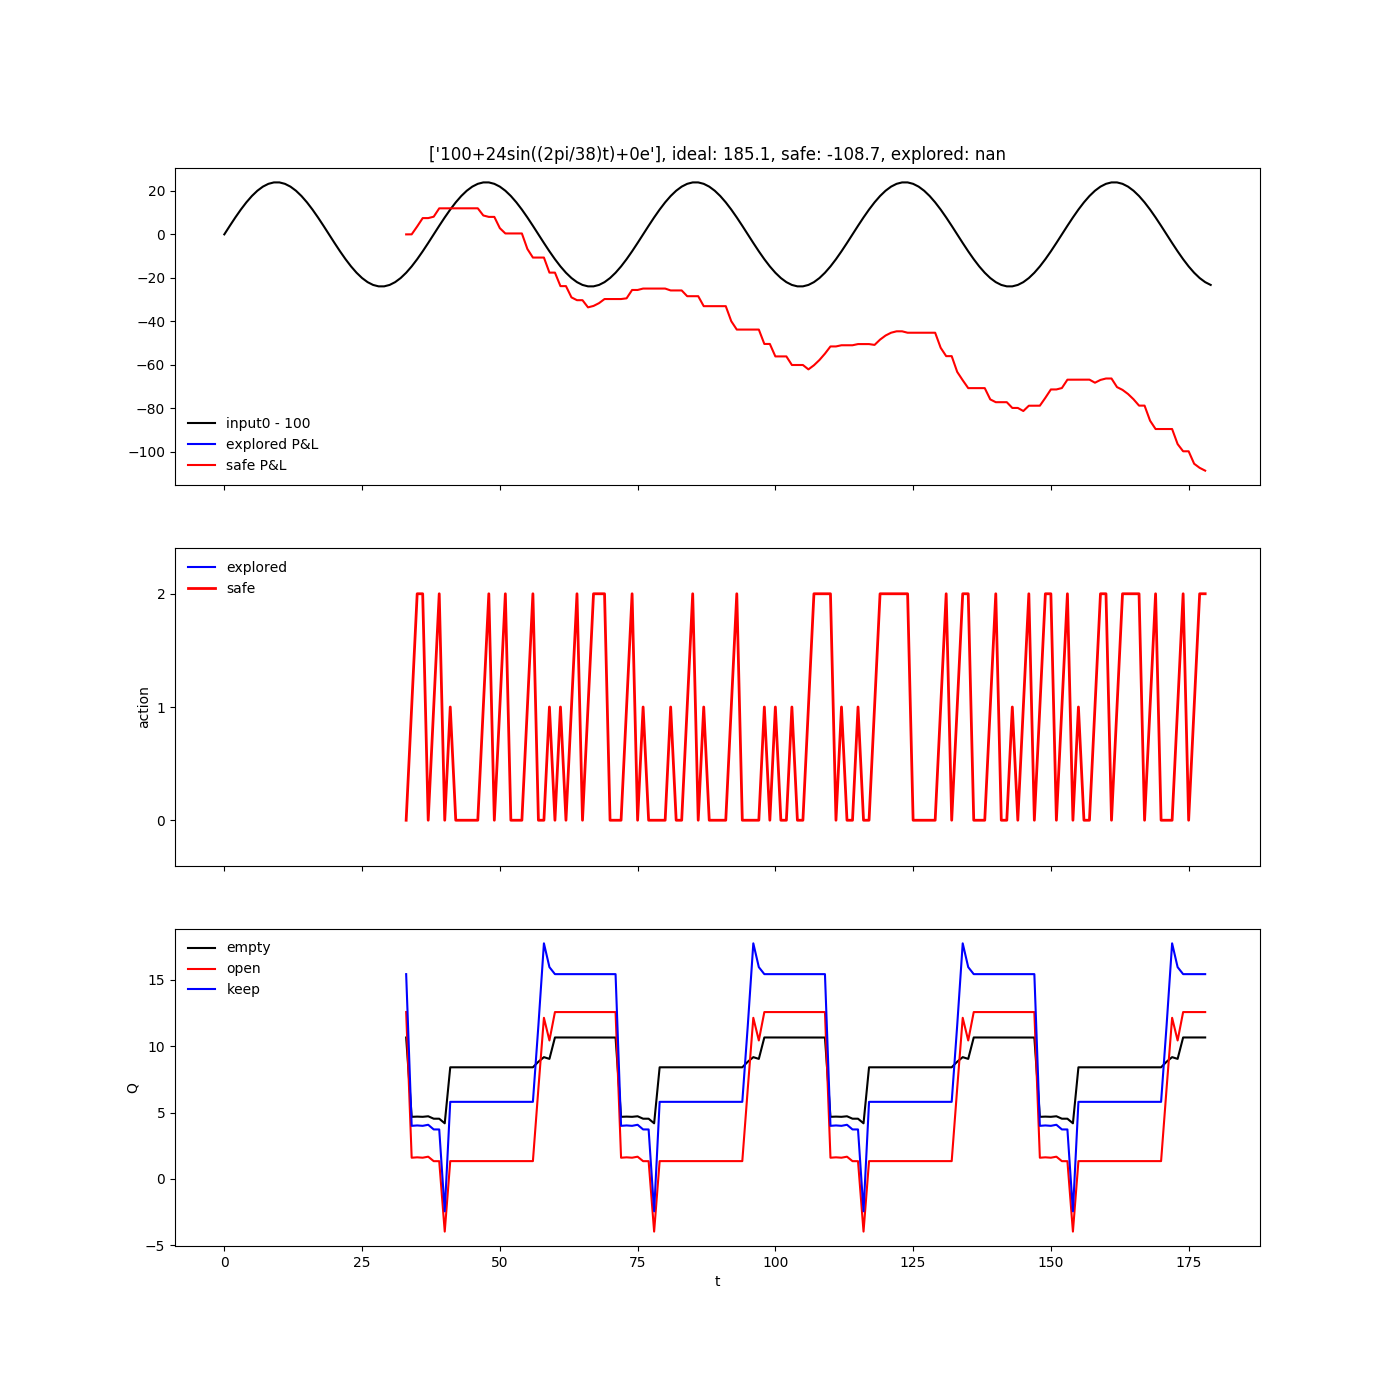 ['100+24sin((2pi/38)t)+0e'], ideal: 185.1, safe: -108.7, explored: nan
20
0
−20
−40
−60
−80
−100
input0 - 100
explored P&L
safe P&L
2
1
0
action
explored
safe
15
10
5
0
−5
Q
empty
open
keep
0 25 50 75 100 125 150 175
t